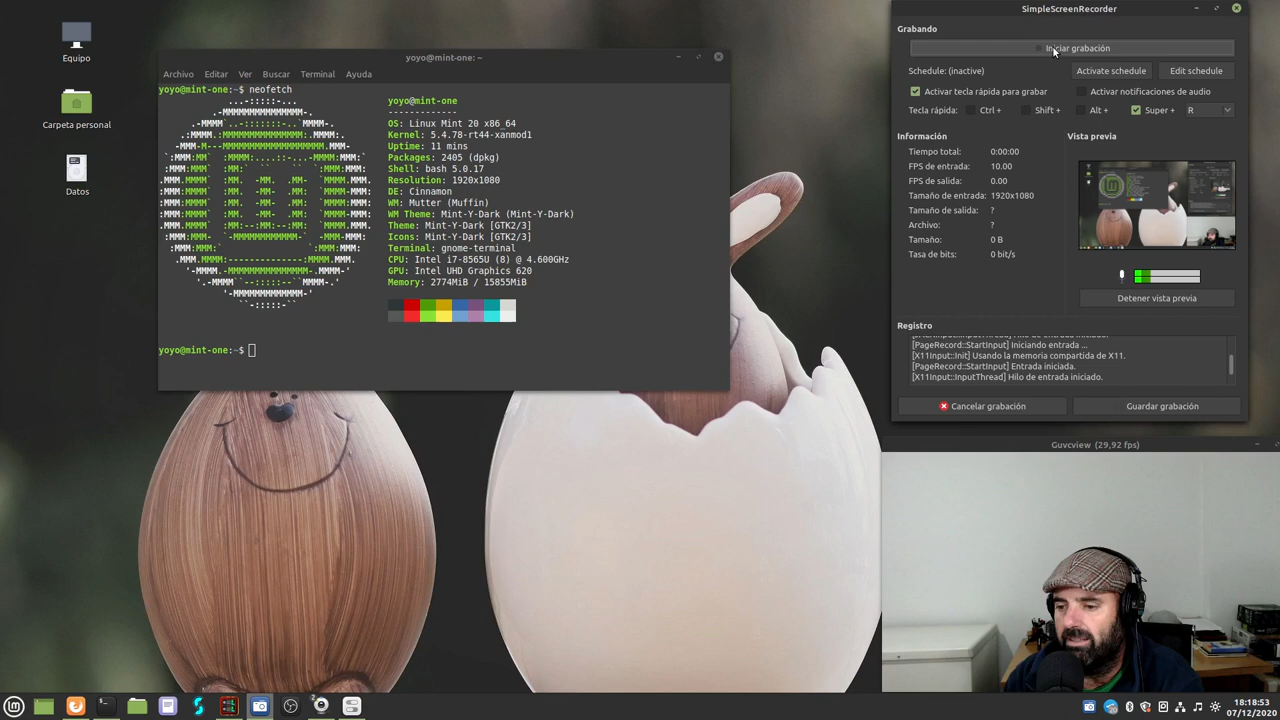 Equipo
Carpeta personal
Datos
yoyo@mint-one: ~
Archivo Editar Ver Buscar Terminal Ayuda
yoyo@mint-one:~$ neofetch
yoyo@mint-one
-------------
OS: Linux Mint 20 x86_64
Kernel: 5.4.78-rt44-xanmod1
Uptime: 11 mins
Packages: 2405 (dpkg)
Shell: bash 5.0.17
Resolution: 1920x1080
DE: Cinnamon
WM: Mutter (Muffin)
WM Theme: Mint-Y-Dark (Mint-Y-Dark)
Theme: Mint-Y-Dark [GTK2/3]
Icons: Mint-Y-Dark [GTK2/3]
Terminal: gnome-terminal
CPU: Intel i7-8565U (8) @ 4.600GHz
GPU: Intel UHD Graphics 620
Memory: 2774MiB / 15855MiB
yoyo@mint-one:~$
SimpleScreenRecorder
Grabando
Iniciar grabación
Schedule: (inactive) Activate schedule Edit schedule
Activar tecla rápida para grabar Activar notificaciones de audio
Tecla rápida: Ctrl + Shift + Alt + Super + R
Información
Tiempo total: 0:00:00
FPS de entrada: 10.00
FPS de salida: 0.00
Tamaño de entrada: 1920x1080
Tamaño de salida: ?
Archivo: ?
Tamaño: 0 B
Tasa de bits: 0 bit/s
Vista previa
Detener vista previa
Registro
[PageRecord::StartInput] Iniciando entrada ...
[X11Input::Init] Usando la memoria compartida de X11.
[PageRecord::StartInput] Entrada iniciada.
[X11Input::InputThread] Hilo de entrada iniciado.
Cancelar grabación Guardar grabación
Guvcview (29,92 fps)
18:18:53
07/12/2020